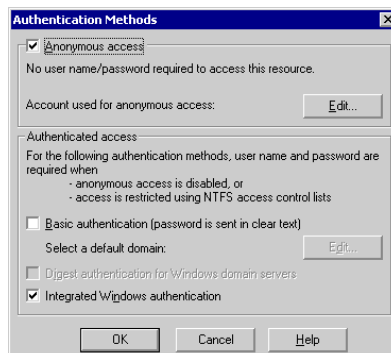 Authentication Methods
Anonymous access
No user name/password required to access this resource.
Account used for anonymous access:
Edit...
Authenticated access
For the following authentication methods, user name and password are
required when
- anonymous access is disabled, or
- access is restricted using NTFS access control lists
Basic authentication (password is sent in clear text)
Select a default domain:
Edit...
Digest authentication for Windows domain servers
Integrated Windows authentication
OK
Cancel
Help